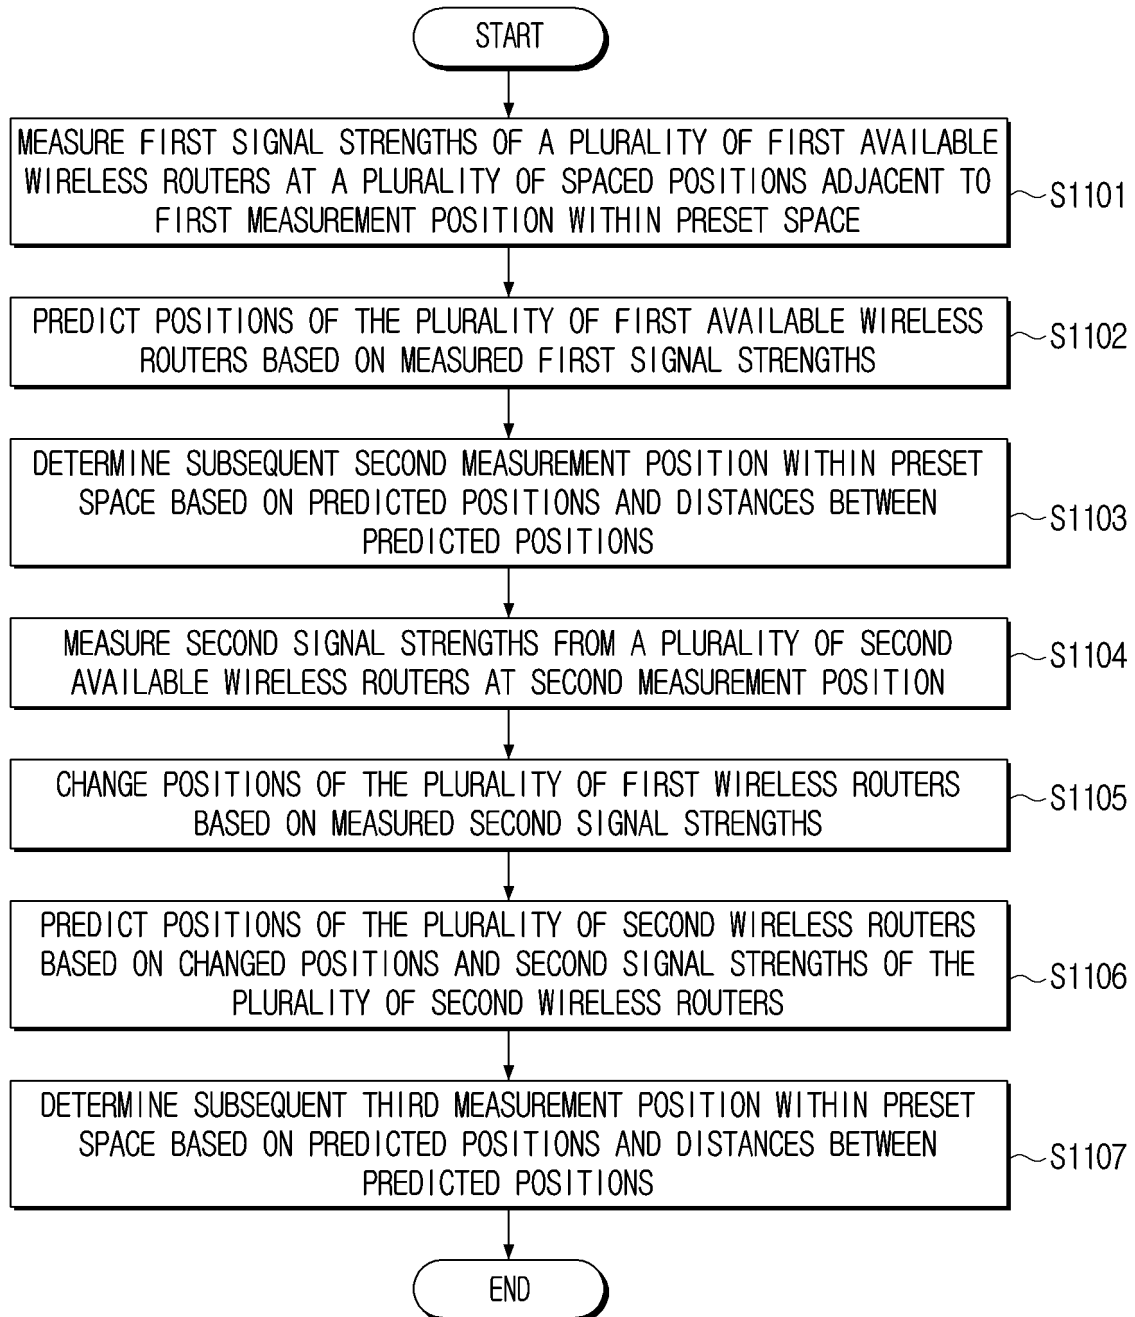 START
MEASURE FIRST SIGNAL STRENGTHS OF A PLURALITY OF FIRST AVAILABLE
WIRELESS ROUTERS AT A PLURALITY OF SPACED POSITIONS ADJACENT TO
FIRST MEASUREMENT POSITION WITHIN PRESET SPACE
S1101
PREDICT POSITIONS OF THE PLURALITY OF FIRST AVAILABLE WIRELESS
ROUTERS BASED ON MEASURED FIRST SIGNAL STRENGTHS
S1102
DETERMINE SUBSEQUENT SECOND MEASUREMENT POSITION WITHIN PRESET
SPACE BASED ON PREDICTED POSITIONS AND DISTANCES BETWEEN
PREDICTED POSITIONS
S1103
MEASURE SECOND SIGNAL STRENGTHS FROM A PLURALITY OF SECOND
AVAILABLE WIRELESS ROUTERS AT SECOND MEASUREMENT POSITION
S1104
CHANGE POSITIONS OF THE PLURALITY OF FIRST WIRELESS ROUTERS
BASED ON MEASURED SECOND SIGNAL STRENGTHS
S1105
PREDICT POSITIONS OF THE PLURALITY OF SECOND WIRELESS ROUTERS
BASED ON CHANGED POSITIONS AND SECOND SIGNAL STRENGTHS OF THE
PLURALITY OF SECOND WIRELESS ROUTERS
S1106
DETERMINE SUBSEQUENT THIRD MEASUREMENT POSITION WITHIN PRESET
SPACE BASED ON PREDICTED POSITIONS AND DISTANCES BETWEEN
PREDICTED POSITIONS
S1107
END